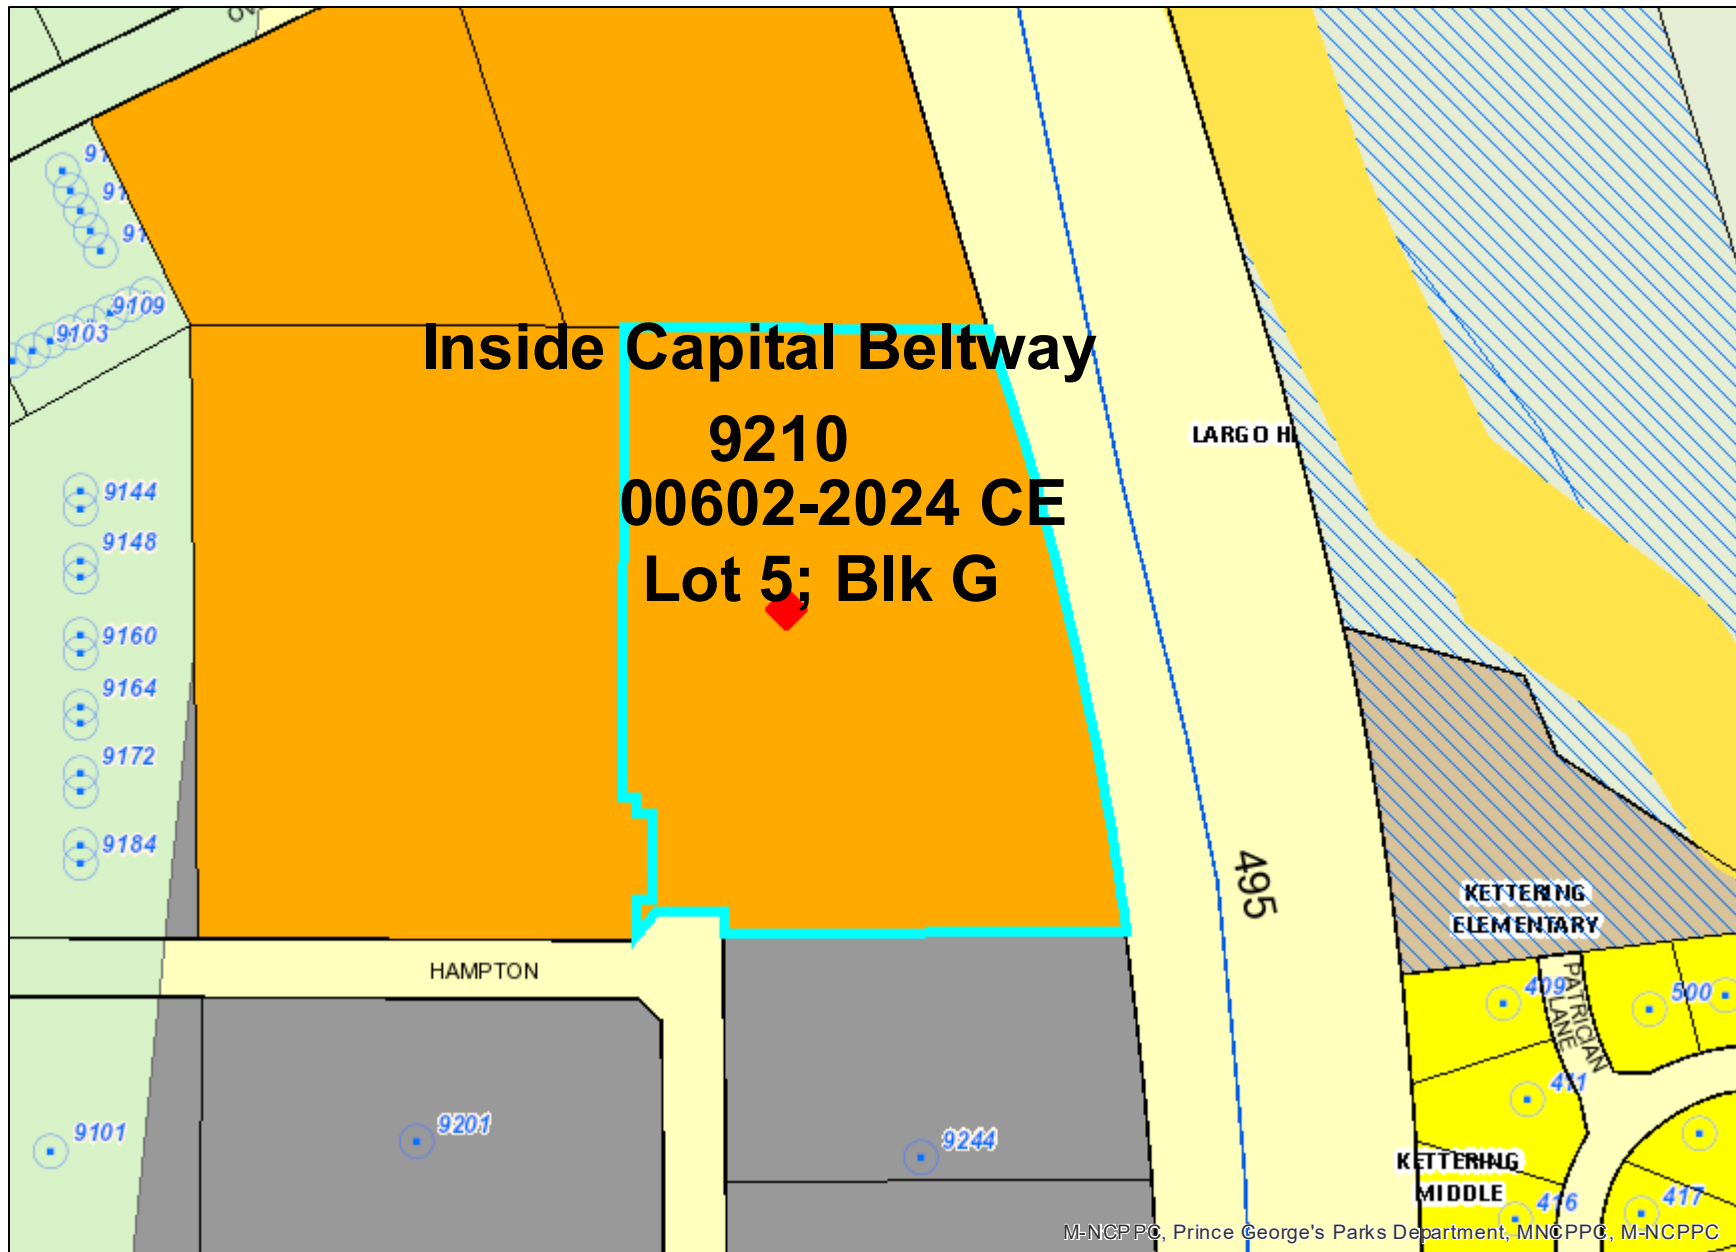 9109
9103
Inside Capital Beltway
9210
LARGO H
9144
00602-2024 CE
9148
Lot 5; Blk G
9160
9164
9172
9184
495
KETTERING
ELEMENTARY
HAMPTON
409
500
PATRICIAN
LANE
411
9101
9201
9244
KETTERING
MIDDLE
416
417
M-NCPPC, Prince George's Parks Department, MNCPPC, M-NCPPC